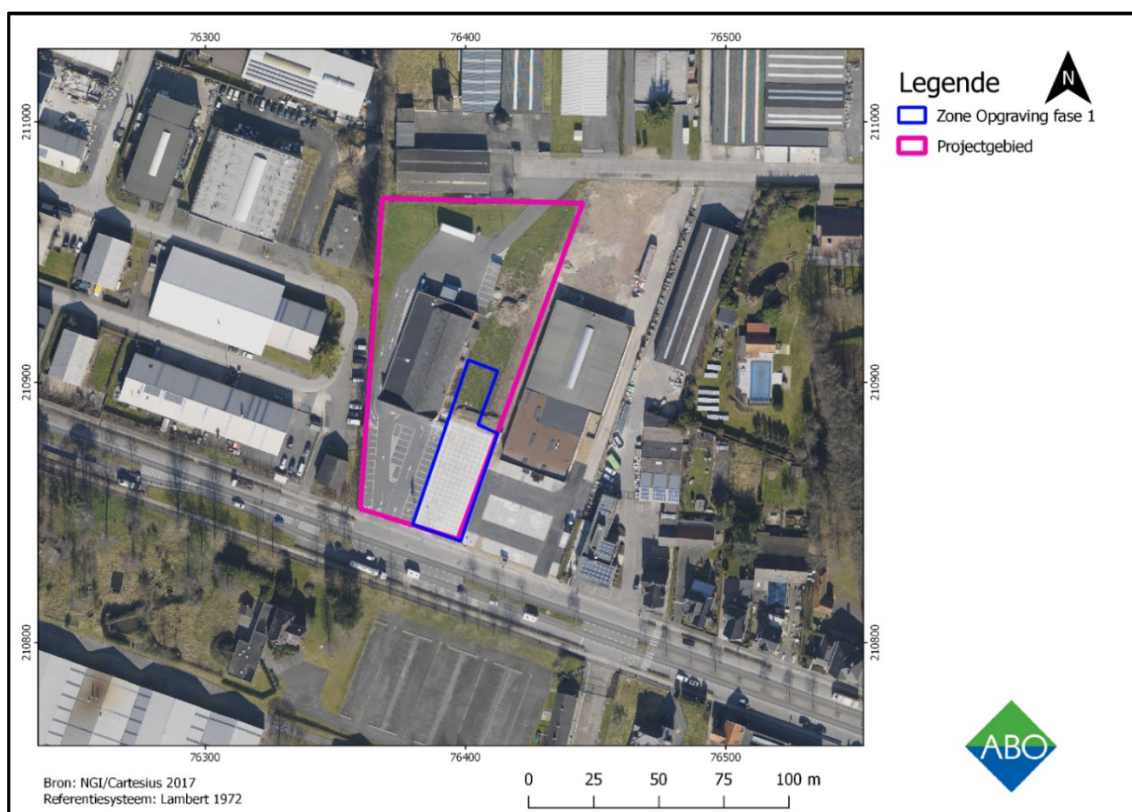 76300 76400 76500
211000 211000
210900 210900
210800 210800
76300 76400 76500
Legende
N
Zone Opgraving fase 1
Projectgebied
Bron: NGI/Cartesius 2017
Referentiesysteem: Lambert 1972
0 25 50 75 100 m
ABO